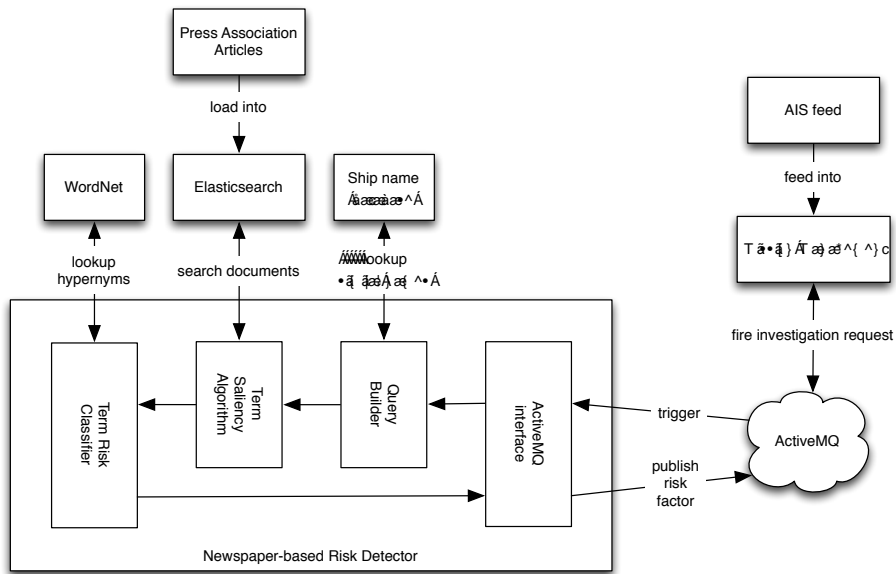 Press Association
Articles
load into
AIS feed
WordNet
Elasticsearch
Ship name
feed into
lookup
hypernyms
search documents
lookup
fire investigation request
Term Risk
Classifier
Term
Saliency
Algorithm
Query
Builder
ActiveMQ
interface
trigger
ActiveMQ
publish
risk
factor
Newspaper-based Risk Detector